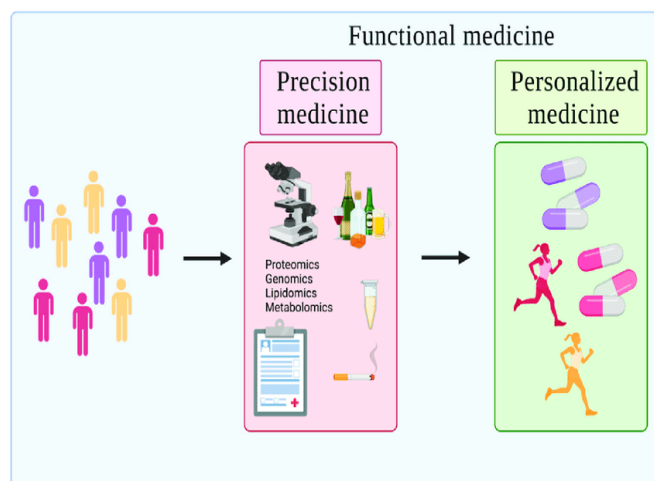 Functional medicine
Precision
medicine
Personalized
medicine
Proteomics
Genomics
Lipidomics
Metabolomics